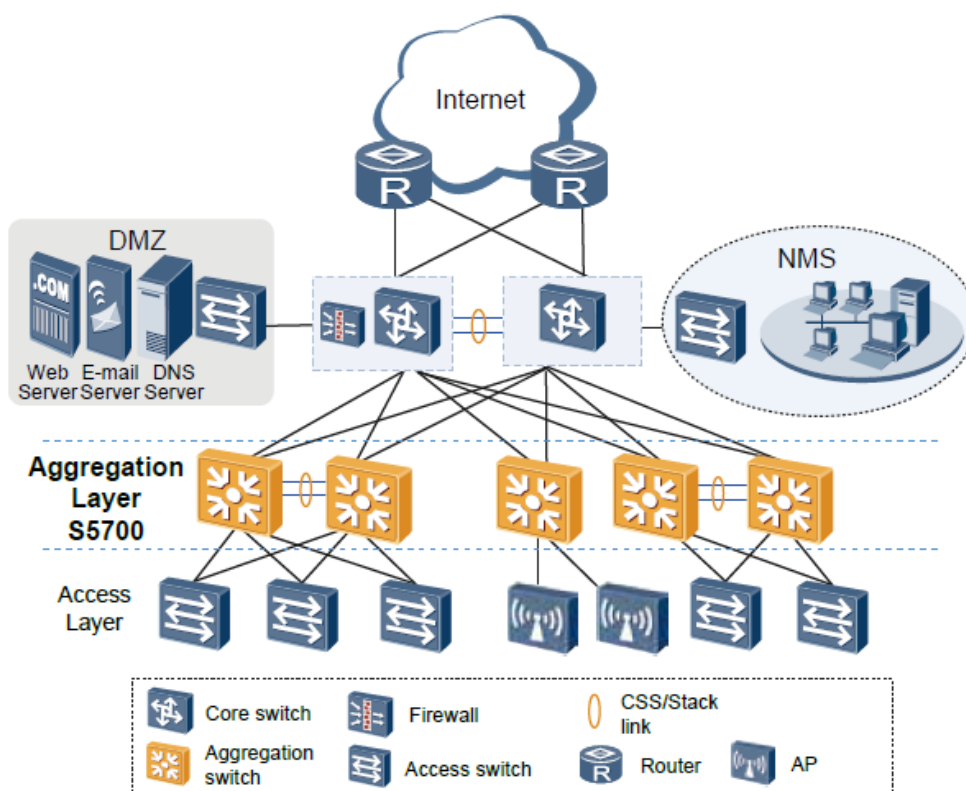 Internet
R
R
DMZ
.COM
Web
Server
E-mail
Server
DNS
Server
NMS
Aggregation
Layer
S5700
Access
Layer
Core switch
Firewall
CSS/Stack
link
Aggregation
switch
Access switch
R
Router
AP